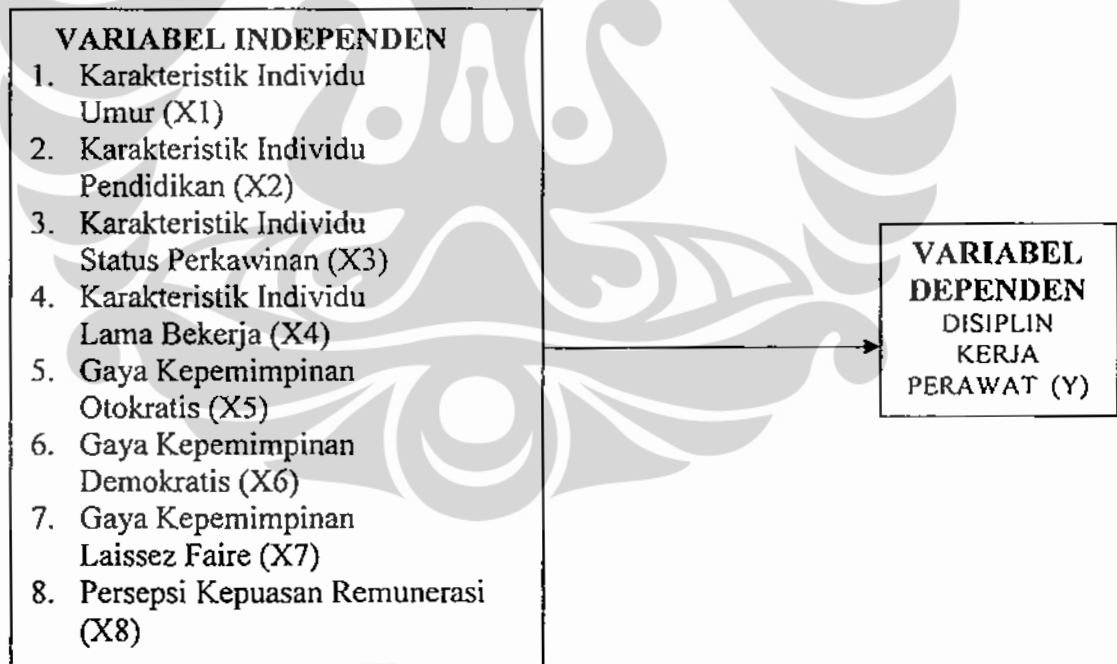 VARIABEL INDEPENDEN
1. Karakteristik Individu
Umur (X1)
2. Karakteristik Individu
Pendidikan (X2)
3. Karakteristik Individu
Status Perkawinan (X3)
4. Karakteristik Individu
Lama Bekerja (X4)
5. Gaya Kepemimpinan
Otokratis (X5)
6. Gaya Kepemimpinan
Demokratis (X6)
7. Gaya Kepemimpinan
Laissez Faire (X7)
8. Persepsi Kepuasan Remunerasi
(X8)
VARIABEL
DEPENDEN
DISIPLIN
KERJA
PERAWAT (Y)